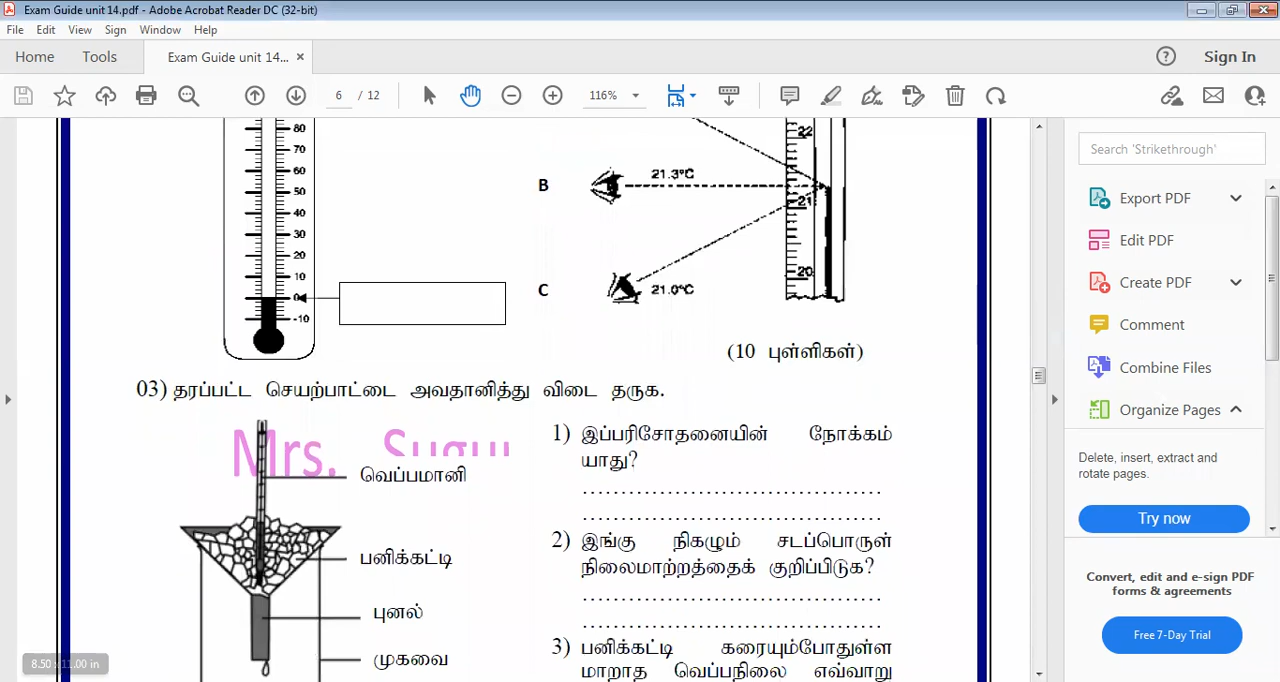 Exam Guide unit 14.pdf - Adobe Acrobat Reader DC (32-bit)
File Edit View Sign Window Help
Home Tools Exam Guide unit 14... × Sign In
6 / 12 116%
80
70
60
50
40
30
20
10
0
-10
22
B 21.3°C
21
20
C 21.0°C
(10 புள்ளிகள்)
03) தரப்பட்ட செயற்பாட்டை அவதானித்து விடை தருக.
Mrs.
வெப்பமானி
பனிக்கட்டி
புனல்
முகவை
1) இப்பரிசோதனையின் நோக்கம்
யாது?
......................................
......................................
2) இங்கு நிகழும் சடப்பொருள்
நிலைமாற்றத்தைக் குறிப்பிடுக?
......................................
......................................
3) பனிக்கட்டி கரையும்போதுள்ள
மாறாத வெப்பநிலை எவ்வாறு
8.50 x 11.00 in
Search 'Strikethrough'
Export PDF
Edit PDF
Create PDF
Comment
Combine Files
Organize Pages
Delete, insert, extract and
rotate pages.
Try now
Convert, edit and e-sign PDF
forms & agreements
Free 7-Day Trial